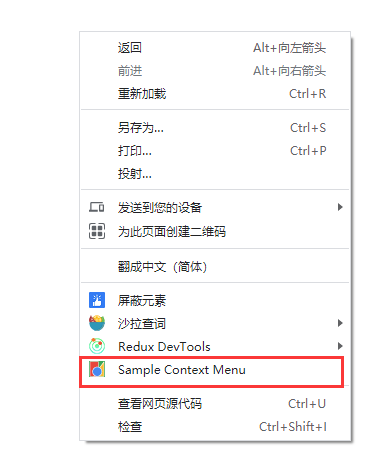 返回 Alt+向左箭头
前进 Alt+向右箭头
重新加载 Ctrl+R
另存为... Ctrl+S
打印... Ctrl+P
投射...
发送到您的设备
为此页面创建二维码
翻成中文（简体）
屏蔽元素
沙拉查词
Redux DevTools
Sample Context Menu
查看网页源代码 Ctrl+U
检查 Ctrl+Shift+I